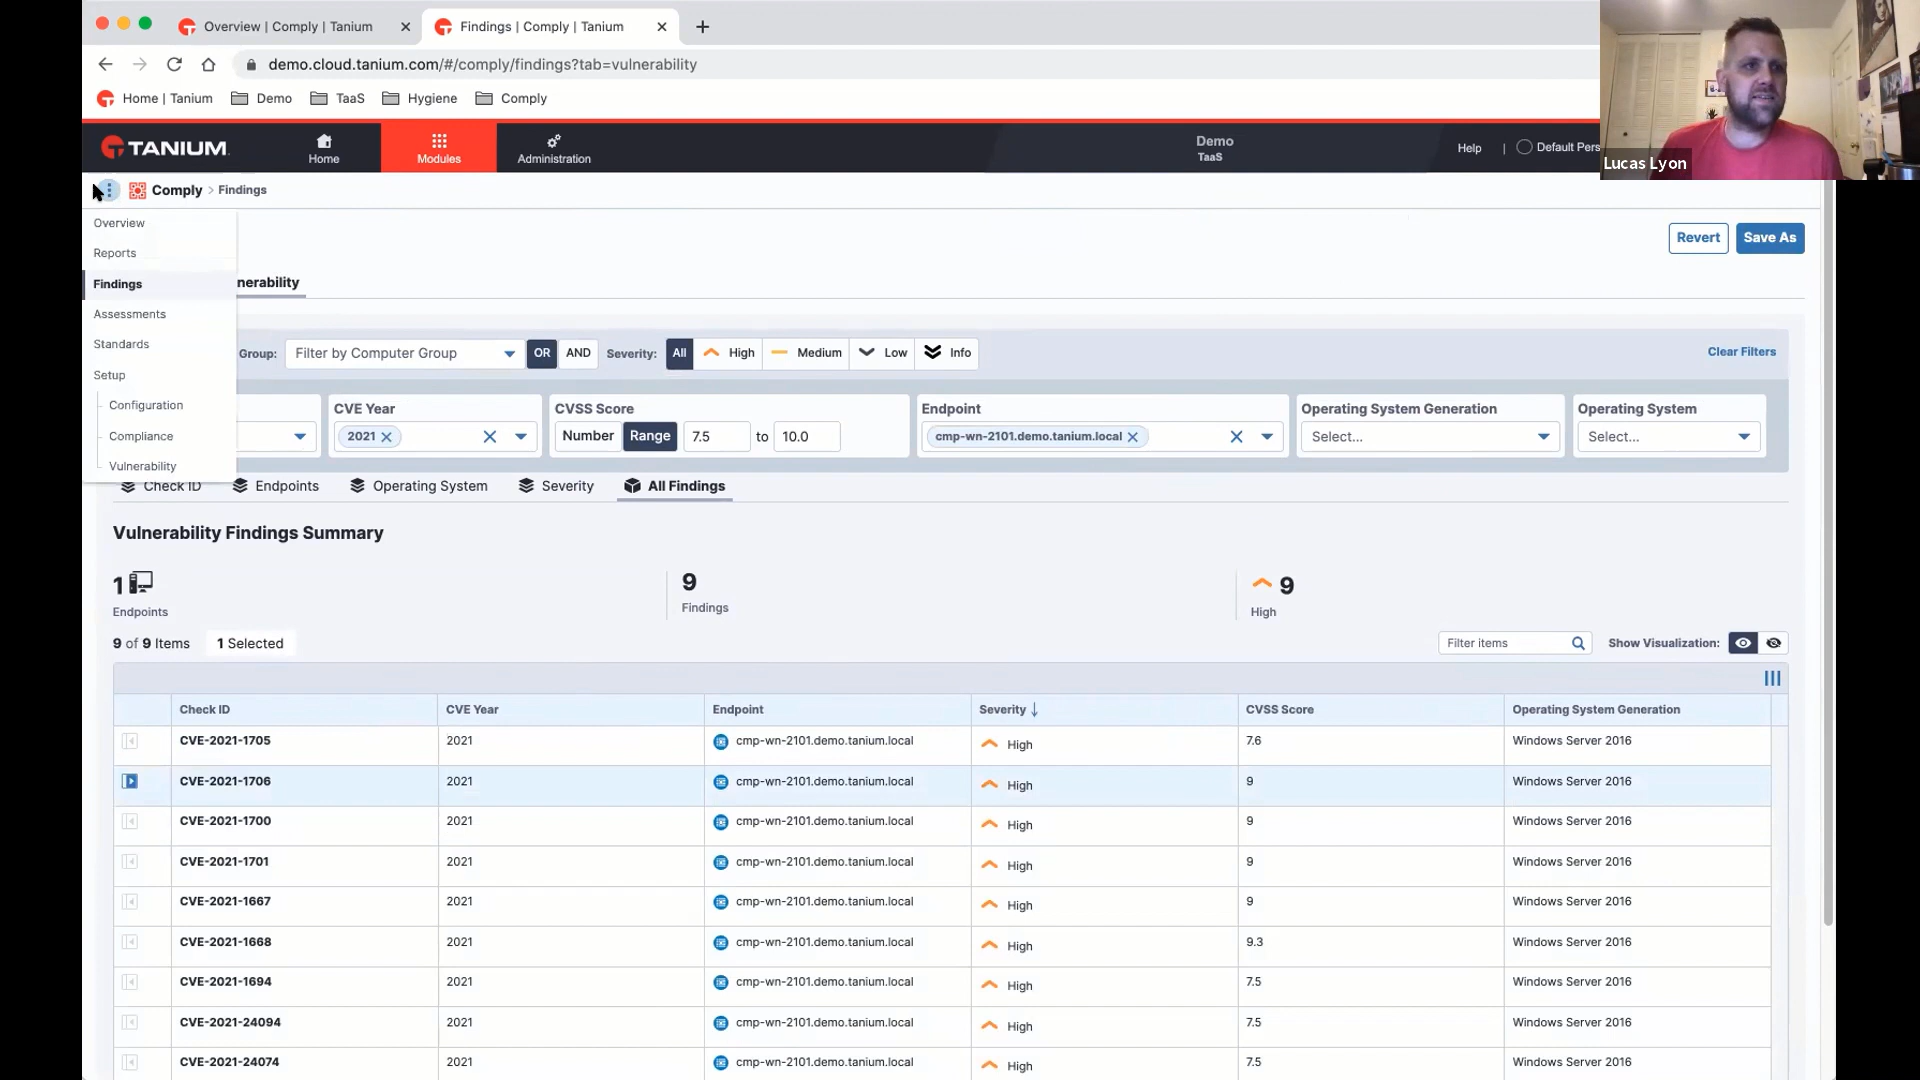 Overview | Comply | Tanium
Findings | Comply | Tanium
demo.cloud.tanium.com/#/comply/findings?tab=vulnerability
Home | Tanium
Demo
TaaS
Hygiene
Comply
TANIUM
Home
Modules
Administration
Demo
TaaS
Help
|
Default Pers
Lucas Lyon
Comply > Findings
Overview
Reports
Findings
Assessments
Standards
Setup
Configuration
Compliance
Vulnerability
Revert
Save As
nerability
Group:
Filter by Computer Group
OR
AND
Severity:
All
High
Medium
Low
Info
Clear Filters
CVE Year
2021
CVSS Score
Number
Range
7.5
to
10.0
Endpoint
cmp-wn-2101.demo.tanium.local
Operating System Generation
Select...
Operating System
Select...
Check ID
Endpoints
Operating System
Severity
All Findings
Vulnerability Findings Summary
1
Endpoints
9
Findings
9
High
9 of 9 Items
1 Selected
Filter items
Show Visualization:
Check ID CVE Year Endpoint Severity CVSS Score Operating System Generation
CVE-2021-1705 2021 cmp-wn-2101.demo.tanium.local High 7.6 Windows Server 2016
CVE-2021-1706 2021 cmp-wn-2101.demo.tanium.local High 9 Windows Server 2016
CVE-2021-1700 2021 cmp-wn-2101.demo.tanium.local High 9 Windows Server 2016
CVE-2021-1701 2021 cmp-wn-2101.demo.tanium.local High 9 Windows Server 2016
CVE-2021-1667 2021 cmp-wn-2101.demo.tanium.local High 9 Windows Server 2016
CVE-2021-1668 2021 cmp-wn-2101.demo.tanium.local High 9.3 Windows Server 2016
CVE-2021-1694 2021 cmp-wn-2101.demo.tanium.local High 7.5 Windows Server 2016
CVE-2021-24094 2021 cmp-wn-2101.demo.tanium.local High 7.5 Windows Server 2016
CVE-2021-24074 2021 cmp-wn-2101.demo.tanium.local High 7.5 Windows Server 2016